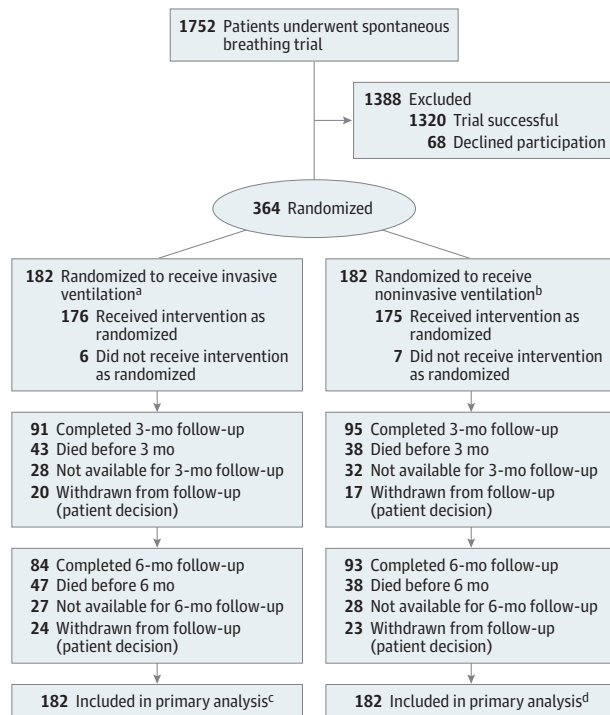 1752 Patients underwent spontaneous
breathing trial
1388 Excluded
1320 Trial successful
68 Declined participation
364 Randomized
182 Randomized to receive invasive
ventilationᵃ
176 Received intervention as
randomized
6 Did not receive intervention
as randomized
182 Randomized to receive
noninvasive ventilationᵇ
175 Received intervention as
randomized
7 Did not receive intervention
as randomized
91 Completed 3-mo follow-up
43 Died before 3 mo
28 Not available for 3-mo follow-up
20 Withdrawn from follow-up
(patient decision)
95 Completed 3-mo follow-up
38 Died before 3 mo
32 Not available for 3-mo follow-up
17 Withdrawn from follow-up
(patient decision)
84 Completed 6-mo follow-up
47 Died before 6 mo
27 Not available for 6-mo follow-up
24 Withdrawn from follow-up
(patient decision)
93 Completed 6-mo follow-up
38 Died before 6 mo
28 Not available for 6-mo follow-up
23 Withdrawn from follow-up
(patient decision)
182 Included in primary analysisᶜ
182 Included in primary analysisᵈ